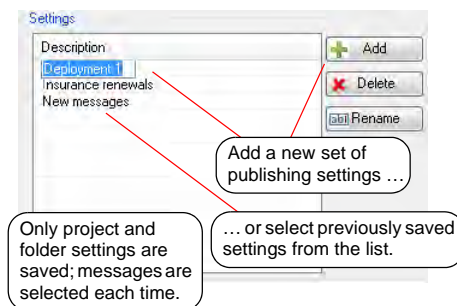 Settings
Description
Add
Deployment 1
Insurance renewals
Delete
New messages
abl Rename
Add a new set of
publishing settings …
Only project and
folder settings are
saved; messages are
selected each time.
… or select previously saved
settings from the list.